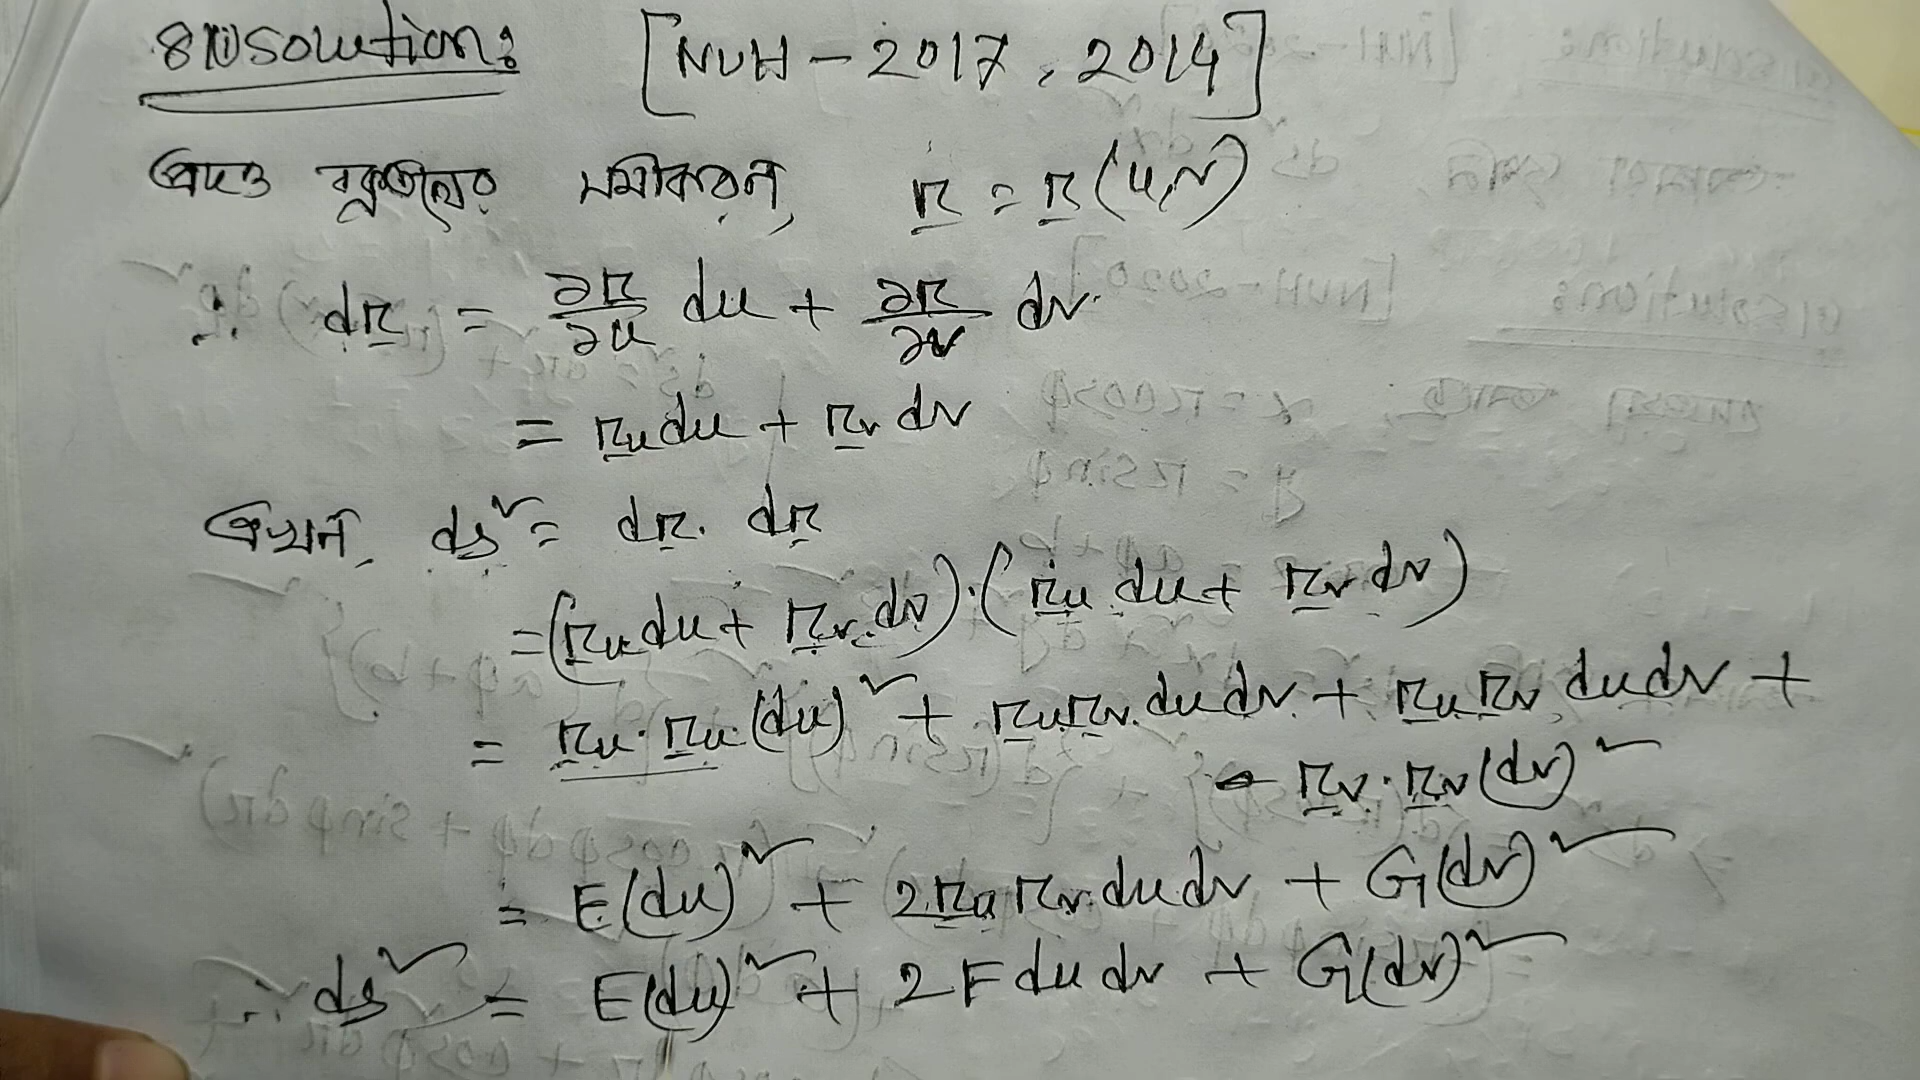 ৪(ii) solution: [NUH-2017, 2014]
প্রদত্ত বক্রতলের সমীকরণ, r = r(u,v)
∴ dr = ∂r/∂u du + ∂r/∂v dv
= r_u du + r_v dv
এখন, ds² = dr. dr
= (r_u du + r_v dv).(r_u du + r_v dv)
= r_u . r_u (du)² + r_u r_v du dv + r_u r_v du dv +
r_v . r_v (dv)²
= E(du)² + 2 r_u r_v du dv + G(dv)²
∴ ds² = E(du)² + 2F du dv + G(dv)²